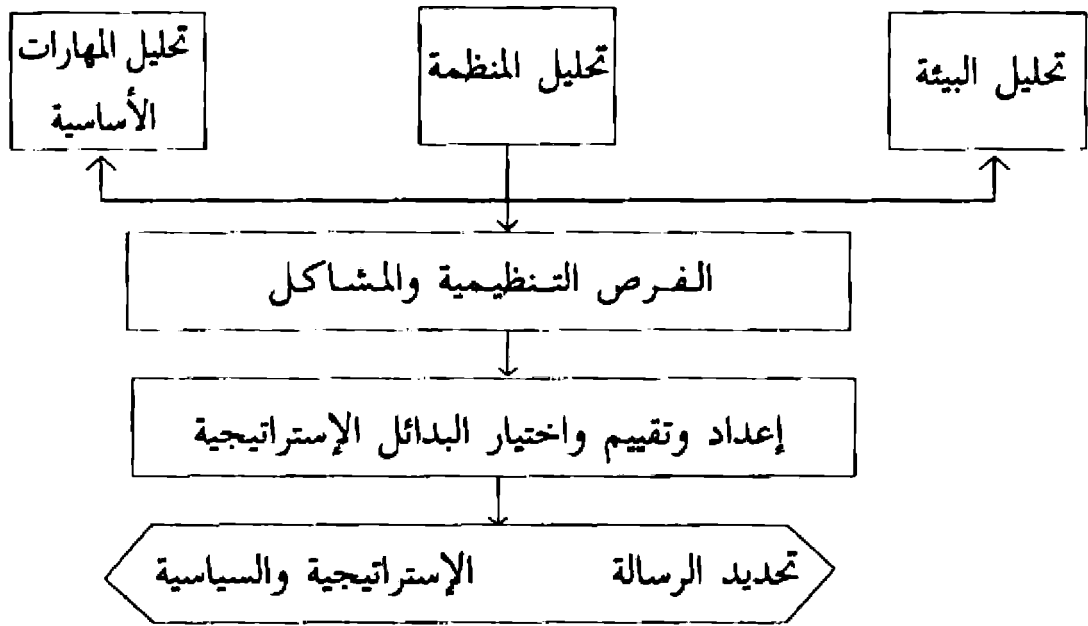 تحليل البيئة
تحليل المنظمة
تحليل المهارات
الأساسية
الفرص التنظيمية والمشاكل
إعداد وتقييم واختيار البدائل الإستراتيجية
تحديد الرسالة الإستراتيجية والسياسية